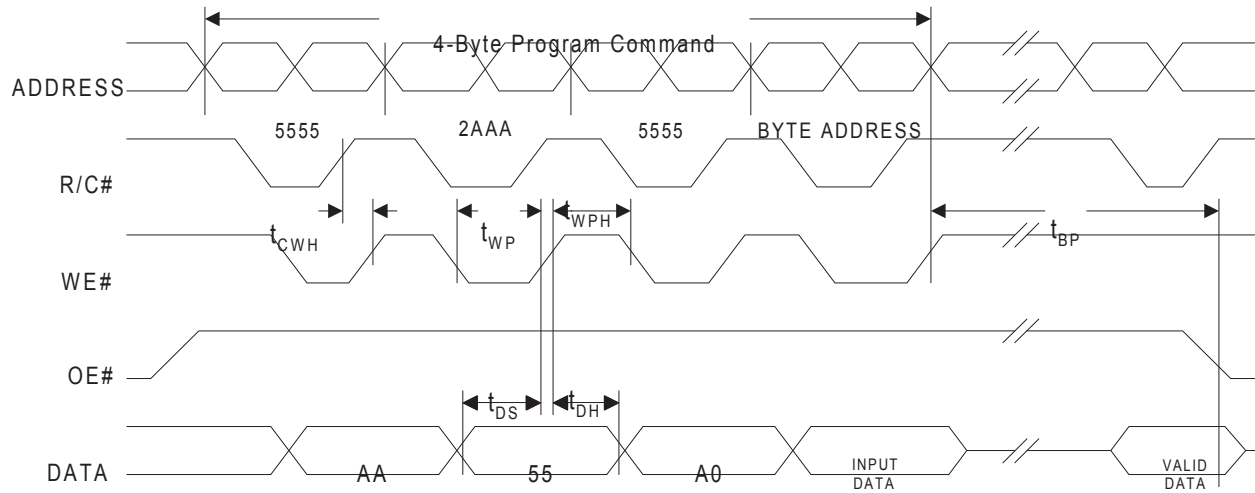 4-Byte Program Command
ADDRESS
5555 2AAA 5555 BYTE ADDRESS
R/C#
tCWH tWP tWPH tBP
WE#
OE#
tDS tDH
DATA AA 55 A0 INPUT DATA VALID DATA